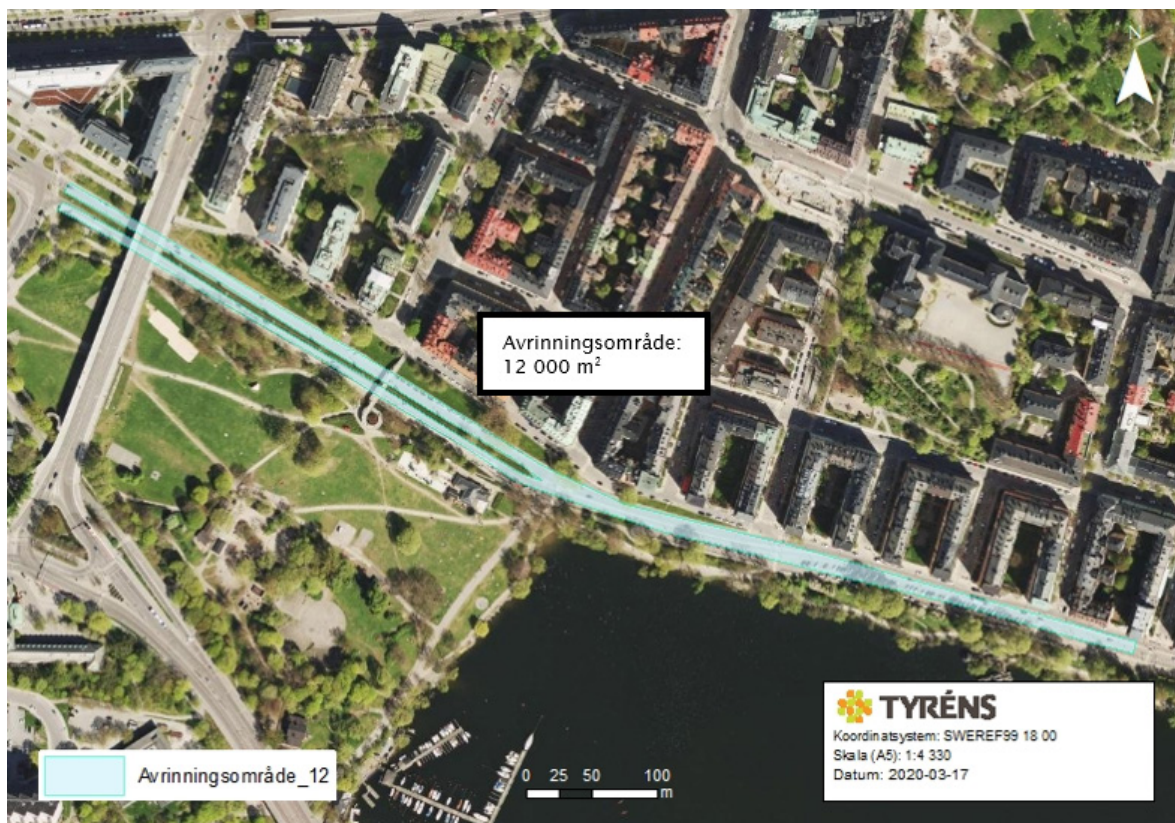 N
Avrinningsområde:
12 000 m²
TYRÉNS
Koordinatsystem: SWEREF99 18 00
Skala (A5): 1:4 330
Datum: 2020-03-17
Avrinningsområde_12
0 25 50 100
m